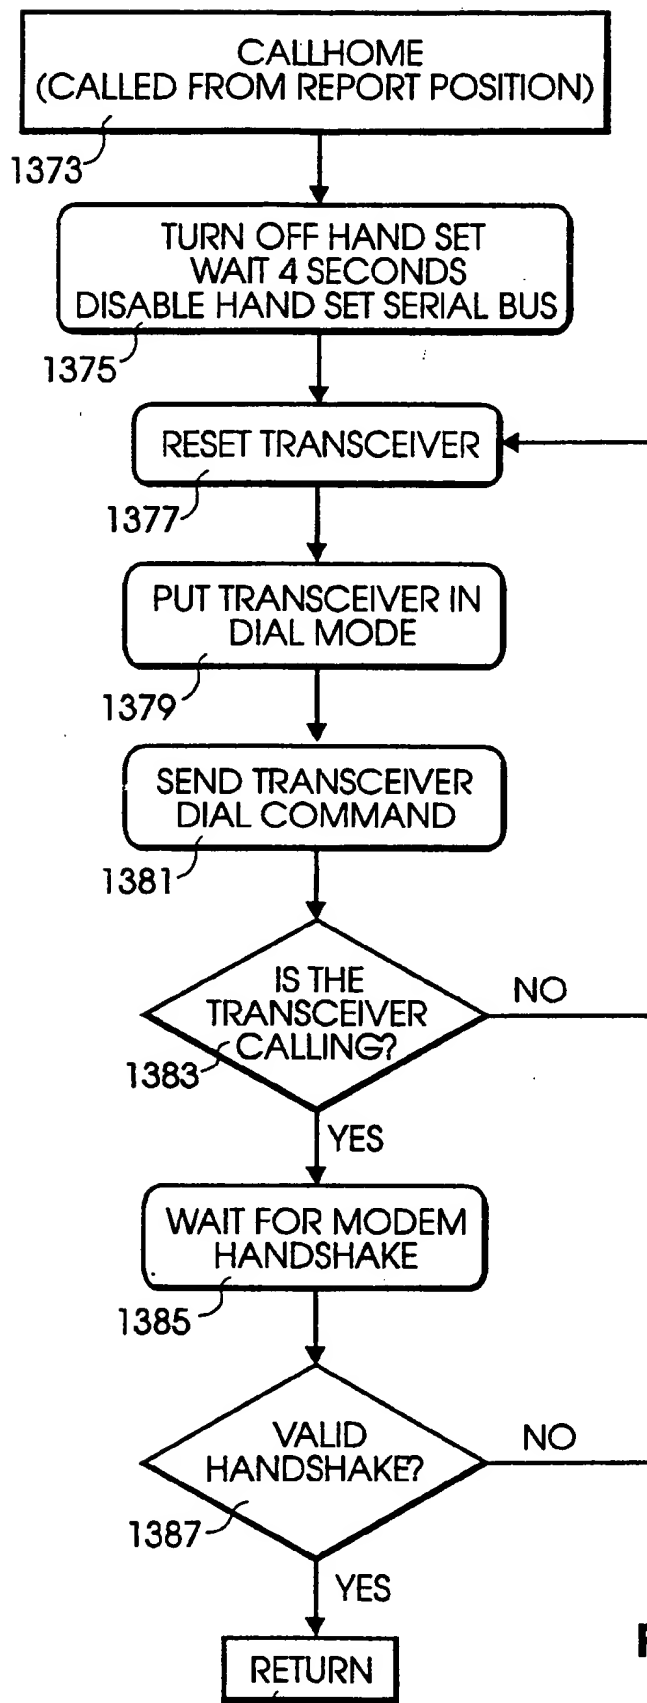 CALLHOME
(CALLED FROM REPORT POSITION)
1373
TURN OFF HAND SET
WAIT 4 SECONDS
DISABLE HAND SET SERIAL BUS
1375
RESET TRANSCEIVER
1377
PUT TRANSCEIVER IN
DIAL MODE
1379
SEND TRANSCEIVER
DIAL COMMAND
1381
IS THE
TRANSCEIVER
CALLING?
NO
1383
YES
WAIT FOR MODEM
HANDSHAKE
1385
VALID
HANDSHAKE?
NO
1387
YES
RETURN